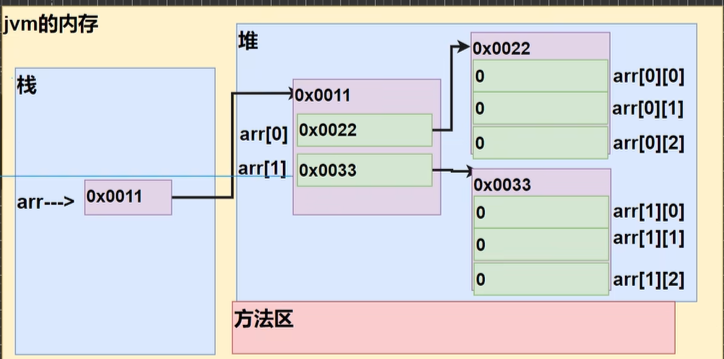 jvm的内存
栈
arr--->
0x0011
堆
0x0011
arr[0]
0x0022
arr[1]
0x0033
0x0022
0
arr[0][0]
0
arr[0][1]
0
arr[0][2]
0x0033
0
arr[1][0]
0
arr[1][1]
0
arr[1][2]
方法区